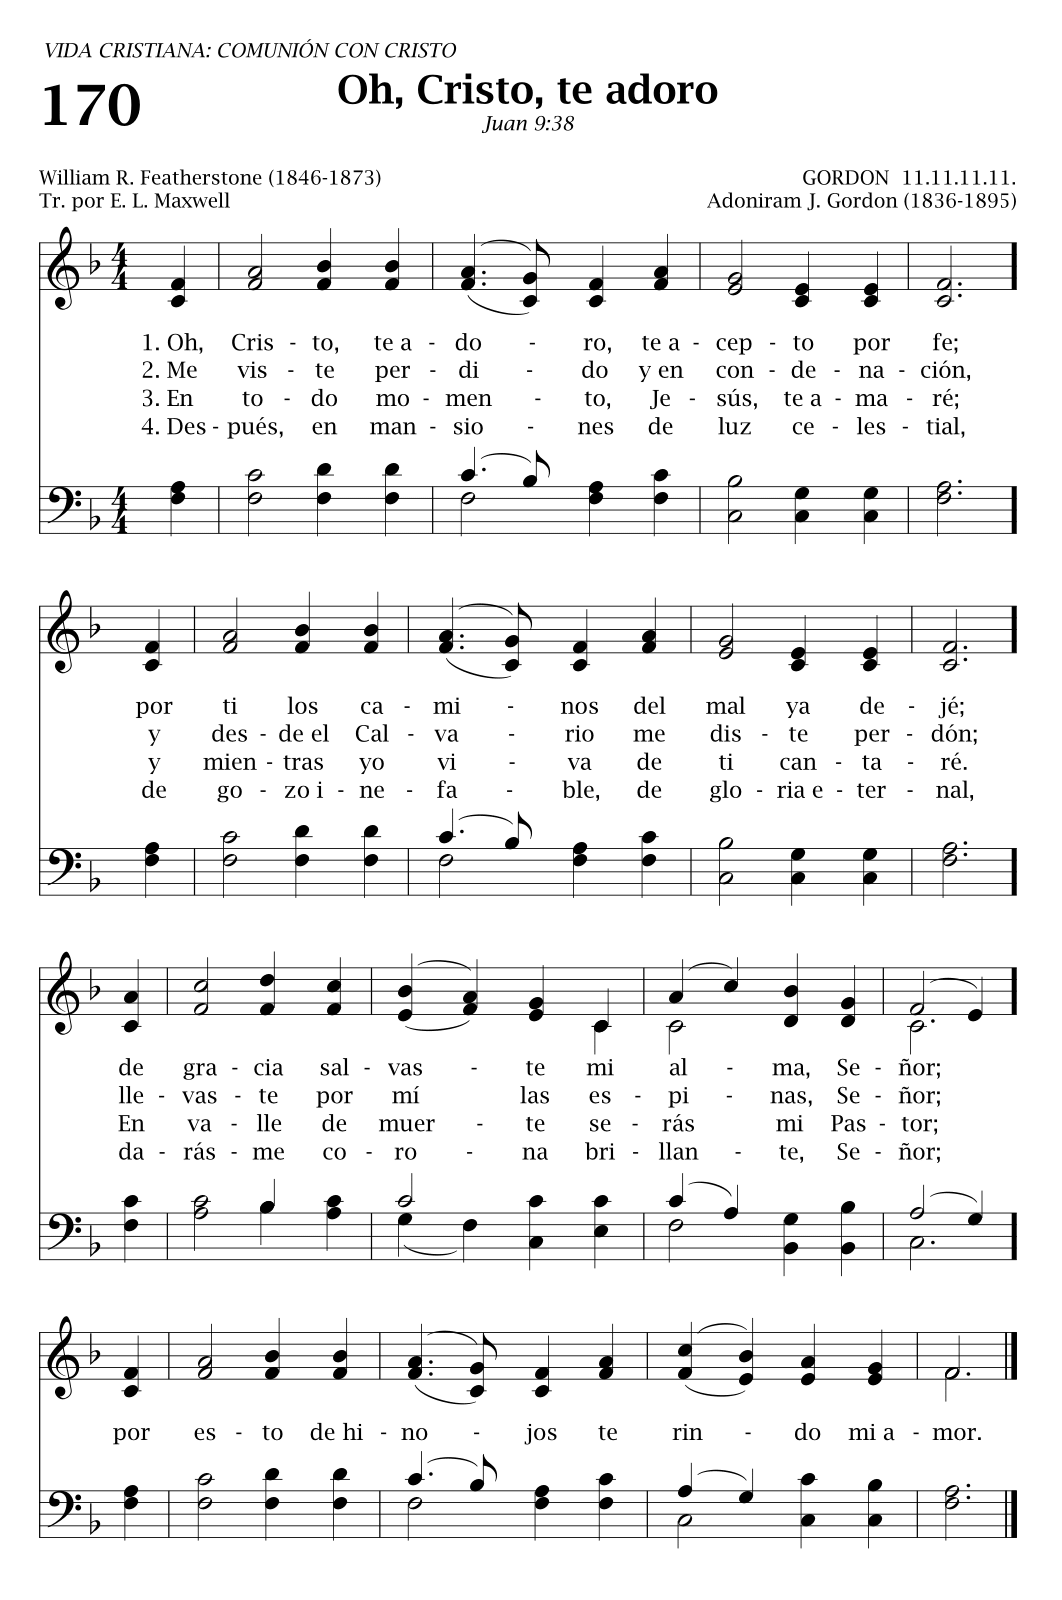 VIDA CRISTIANA: COMUNIÓN CON CRISTO
170
Oh, Cristo, te adoro
Juan 9:38
William R. Featherstone (1846-1873)
GORDON 11.11.11.11.
Tr. por E. L. Maxwell
Adoniram J. Gordon (1836-1895)
1. Oh, Cris - to, te a - do - ro, te a - cep - to por fe;
2. Me vis - te per - di - do y en con - de - na - ción,
3. En to - do mo - men - to, Je - sús, te a - ma - ré;
4. Des - pués, en man - sio - nes de luz ce - les - tial,
por ti los ca - mi - nos del mal ya de - jé;
y des - de el Cal - va - rio me dis - te per - dón;
y mien - tras yo vi - va de ti can - ta - ré.
de go - zo i - ne - fa - ble, de glo - ria e - ter - nal,
de gra - cia sal - vas - te mi al - ma, Se - ñor;
lle - vas - te por mí las es - pi - nas, Se - ñor;
En va - lle de muer - te se - rás mi Pas - tor;
da - rás - me co - ro - na bri - llan - te, Se - ñor;
por es - to de hi - no - jos te rin - do mi a - mor.